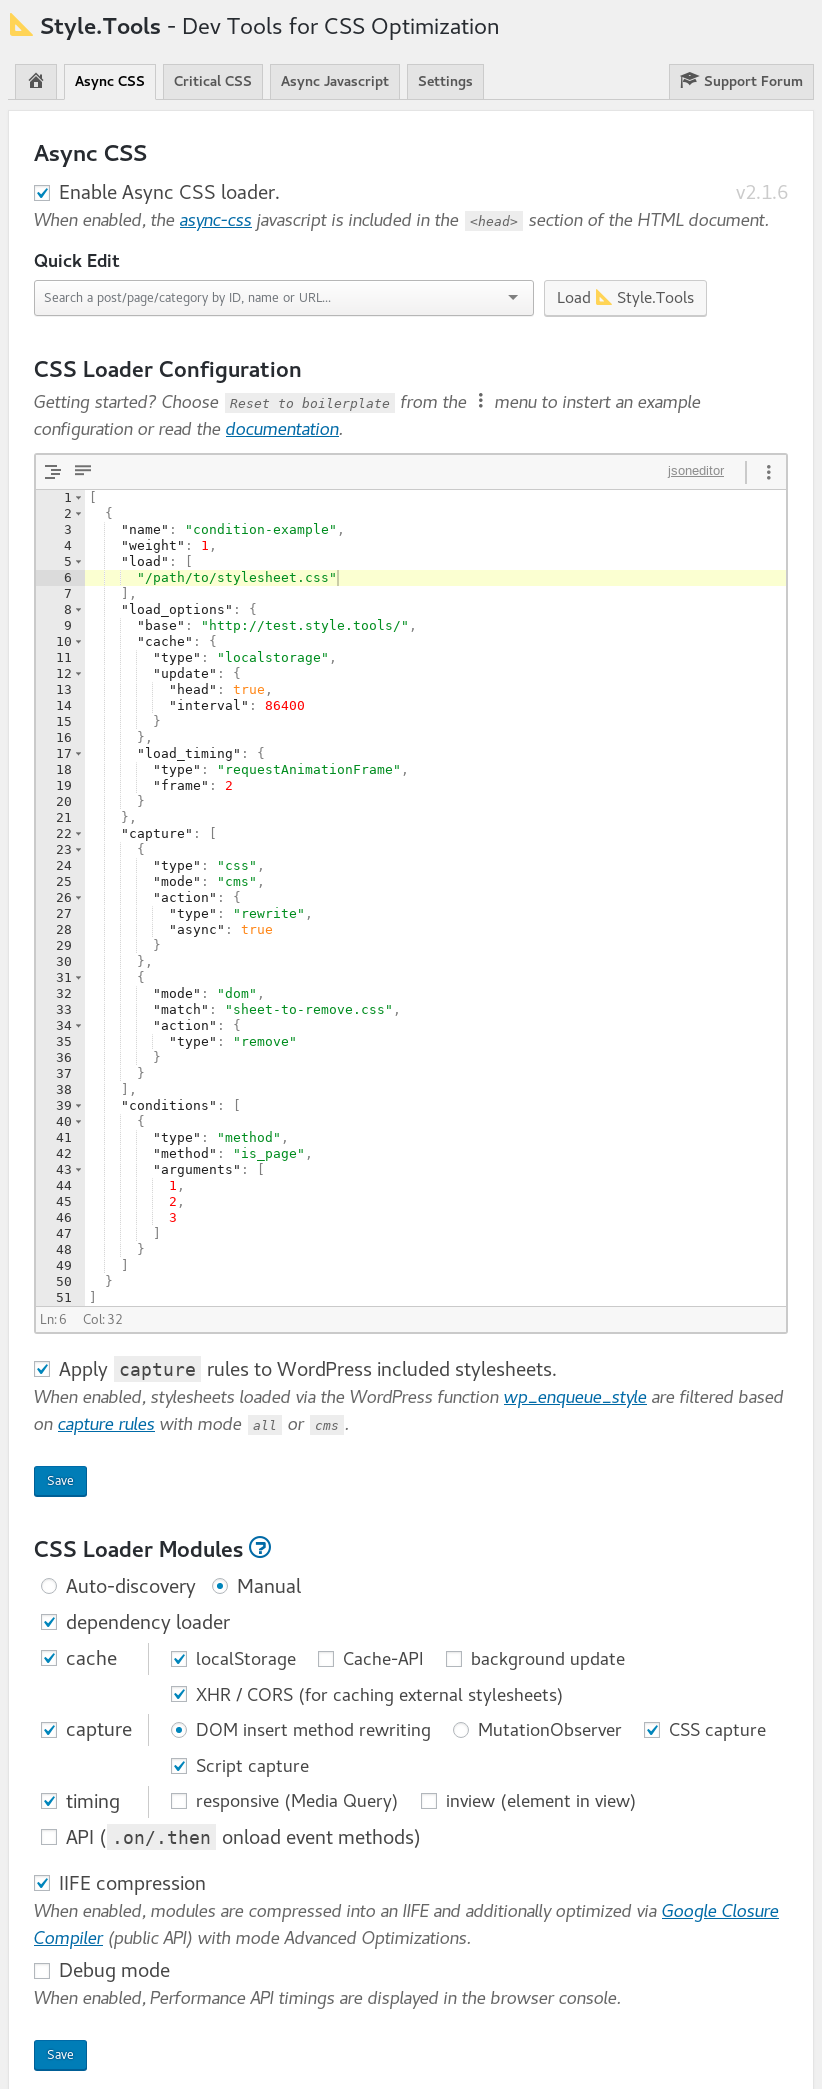 Style.Tools - Dev Tools for CSS Optimization
Async CSS Critical CSS Async Javascript Settings Support Forum
Async CSS
Enable Async CSS loader. v2.1.6
When enabled, the async-css javascript is included in the <head> section of the HTML document.
Quick Edit
Search a post/page/category by ID, name or URL... Load Style.Tools
CSS Loader Configuration
Getting started? Choose Reset to boilerplate from the ⋮ menu to instert an example
configuration or read the documentation.
jsoneditor
1 [
2 {
3 "name": "condition-example",
4 "weight": 1,
5 "load": [
6 "/path/to/stylesheet.css"
7 ],
8 "load_options": {
9 "base": "http://test.style.tools/",
10 "cache": {
11 "type": "localstorage",
12 "update": {
13 "head": true,
14 "interval": 86400
15 }
16 },
17 "load_timing": {
18 "type": "requestAnimationFrame",
19 "frame": 2
20 }
21 },
22 "capture": [
23 {
24 "type": "css",
25 "mode": "cms",
26 "action": {
27 "type": "rewrite",
28 "async": true
29 }
30 },
31 {
32 "mode": "dom",
33 "match": "sheet-to-remove.css",
34 "action": {
35 "type": "remove"
36 }
37 }
38 ],
39 "conditions": [
40 {
41 "type": "method",
42 "method": "is_page",
43 "arguments": [
44 1,
45 2,
46 3
47 ]
48 }
49 ]
50 }
51 ]
Ln: 6 Col: 32
Apply capture rules to WordPress included stylesheets.
When enabled, stylesheets loaded via the WordPress function wp_enqueue_style are filtered based
on capture rules with mode all or cms.
Save
CSS Loader Modules ?
Auto-discovery Manual
dependency loader
cache localStorage Cache-API background update
XHR / CORS (for caching external stylesheets)
capture DOM insert method rewriting MutationObserver CSS capture
Script capture
timing responsive (Media Query) inview (element in view)
API (.on/.then onload event methods)
IIFE compression
When enabled, modules are compressed into an IIFE and additionally optimized via Google Closure
Compiler (public API) with mode Advanced Optimizations.
Debug mode
When enabled, Performance API timings are displayed in the browser console.
Save